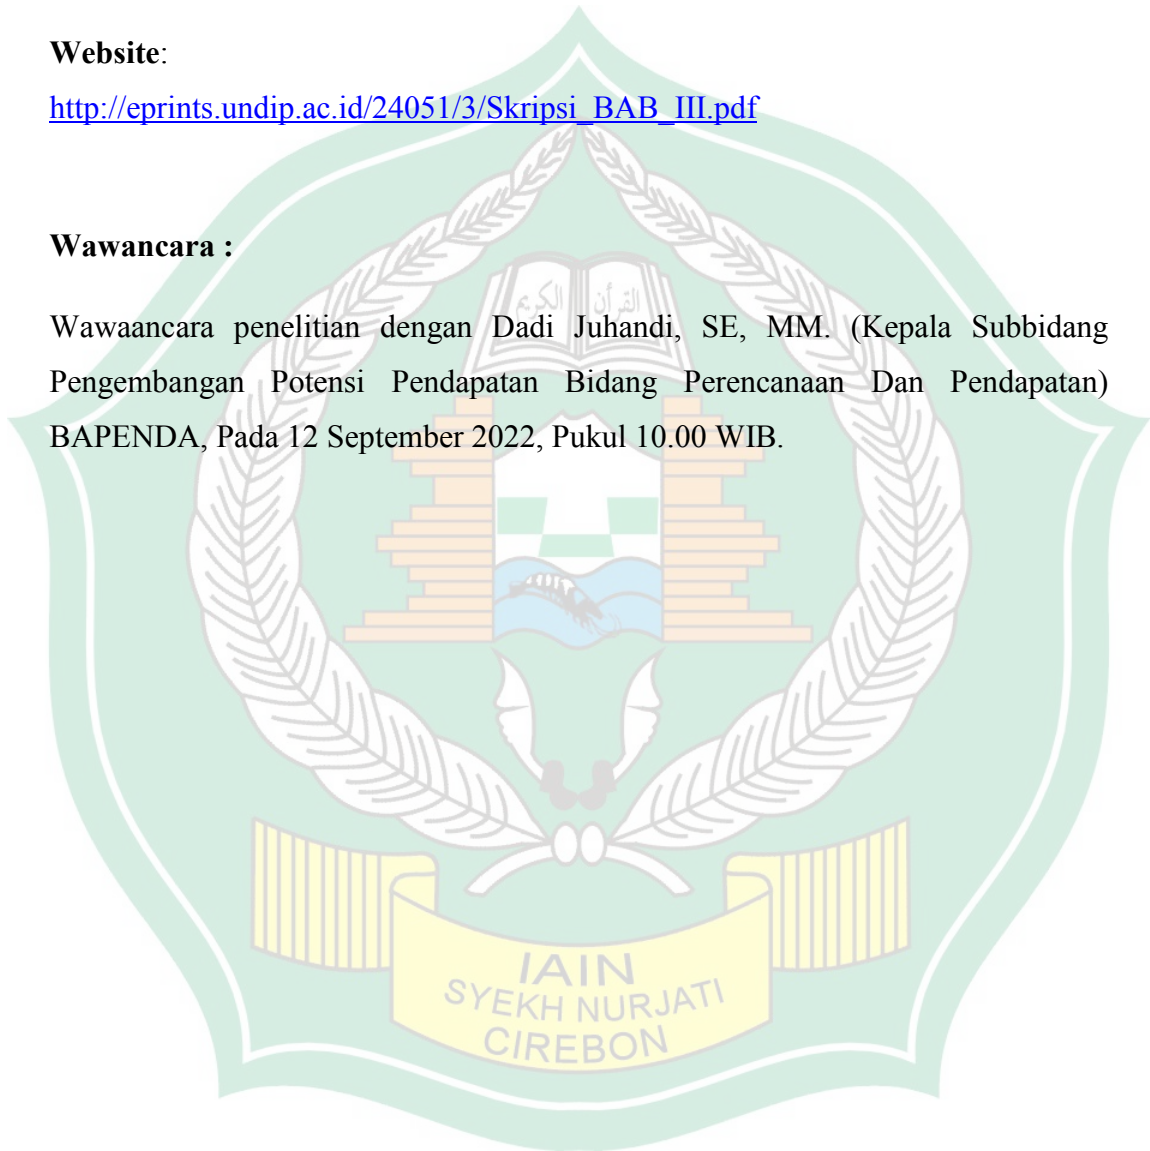 Website:
http://eprints.undip.ac.id/24051/3/Skripsi_BAB_III.pdf
Wawancara :
القرآن الكريم
Wawaancara penelitian dengan Dadi Juhandi, SE, MM. (Kepala Subbidang
Pengembangan Potensi Pendapatan Bidang Perencanaan Dan Pendapatan)
BAPENDA, Pada 12 September 2022, Pukul 10.00 WIB.
IAIN
SYEKH NURJATI
CIREBON